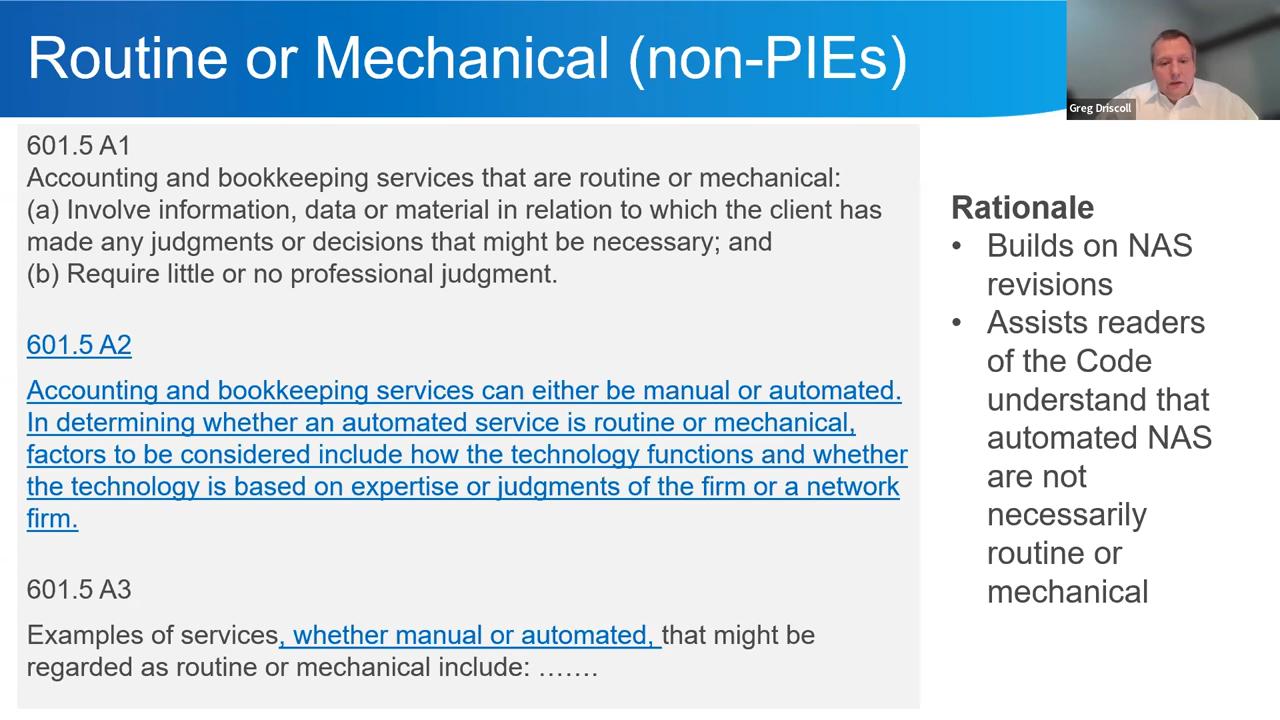 Routine or Mechanical (non-PIEs)
Greg Driscoll
601.5 A1
Accounting and bookkeeping services that are routine or mechanical:
(a) Involve information, data or material in relation to which the client has
made any judgments or decisions that might be necessary; and
(b) Require little or no professional judgment.
601.5 A2
Accounting and bookkeeping services can either be manual or automated.
In determining whether an automated service is routine or mechanical,
factors to be considered include how the technology functions and whether
the technology is based on expertise or judgments of the firm or a network
firm.
601.5 A3
Examples of services, whether manual or automated, that might be
regarded as routine or mechanical include: …….
Rationale
• Builds on NAS
revisions
• Assists readers
of the Code
understand that
automated NAS
are not
necessarily
routine or
mechanical